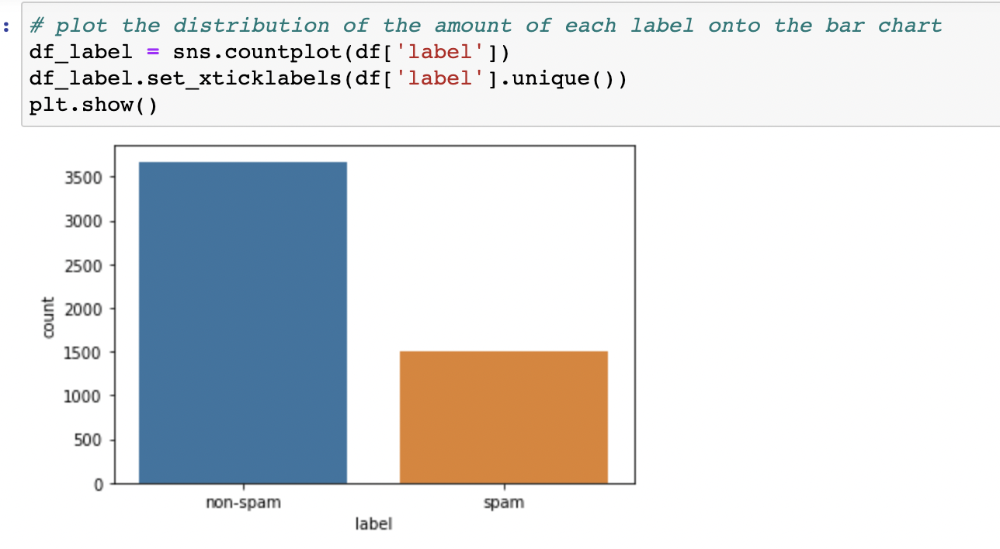 :
# plot the distribution of the amount of each label onto the bar chart
df_label = sns.countplot(df['label'])
df_label.set_xticklabels(df['label'].unique())
plt.show()
3500
3000
2500
2000
1500
1000
500
0
count
non-spam spam
label